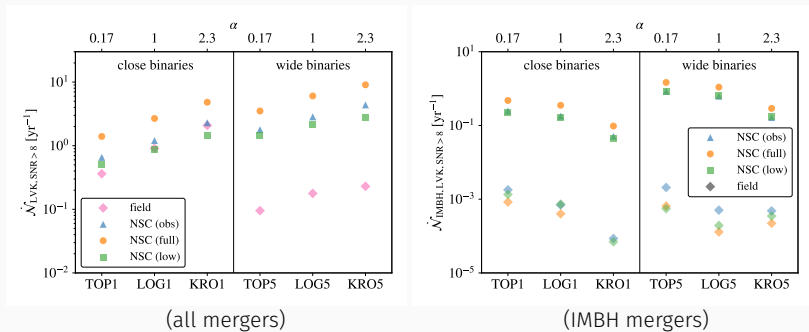 α
0.17 1 2.3 0.17 1 2.3
close binaries wide binaries
10¹
10⁰
10⁻¹
10⁻²
𝒩̇_LVK, SNR > 8 [yr⁻¹]
field
NSC (obs)
NSC (full)
NSC (low)
TOP1 LOG1 KRO1 TOP5 LOG5 KRO5
(all mergers)
α
0.17 1 2.3 0.17 1 2.3
close binaries wide binaries
10¹
10⁻¹
10⁻³
10⁻⁵
𝒩̇_IMBH, LVK, SNR > 8 [yr⁻¹]
NSC (obs)
NSC (full)
NSC (low)
field
TOP1 LOG1 KRO1 TOP5 LOG5 KRO5
(IMBH mergers)